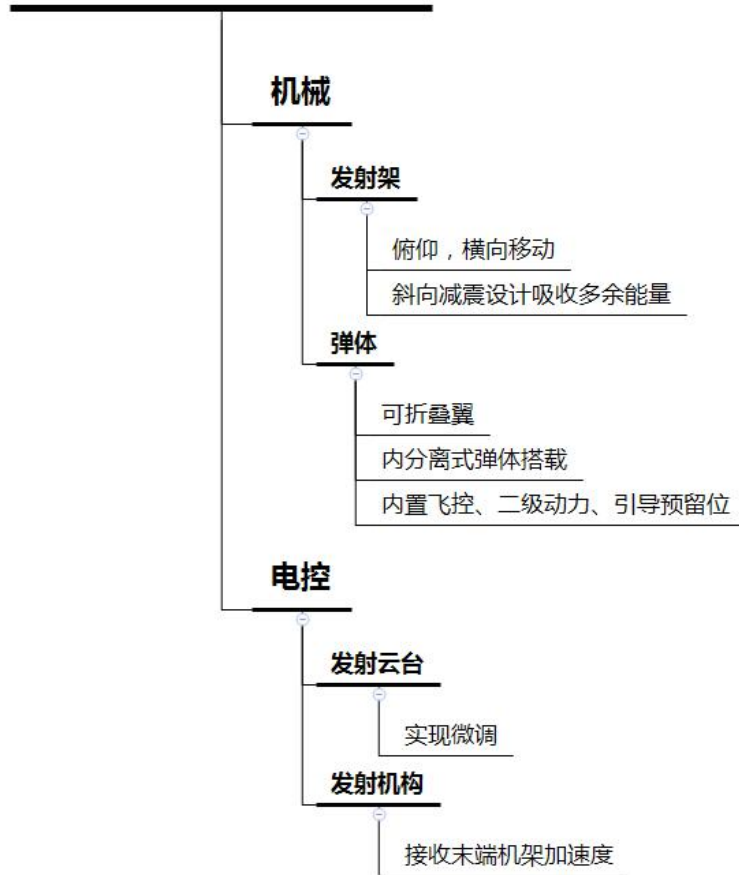 机械
发射架
俯仰，横向移动
斜向减震设计吸收多余能量
弹体
可折叠翼
内分离式弹体搭载
内置飞控、二级动力、引导预留位
电控
发射云台
实现微调
发射机构
接收末端机架加速度